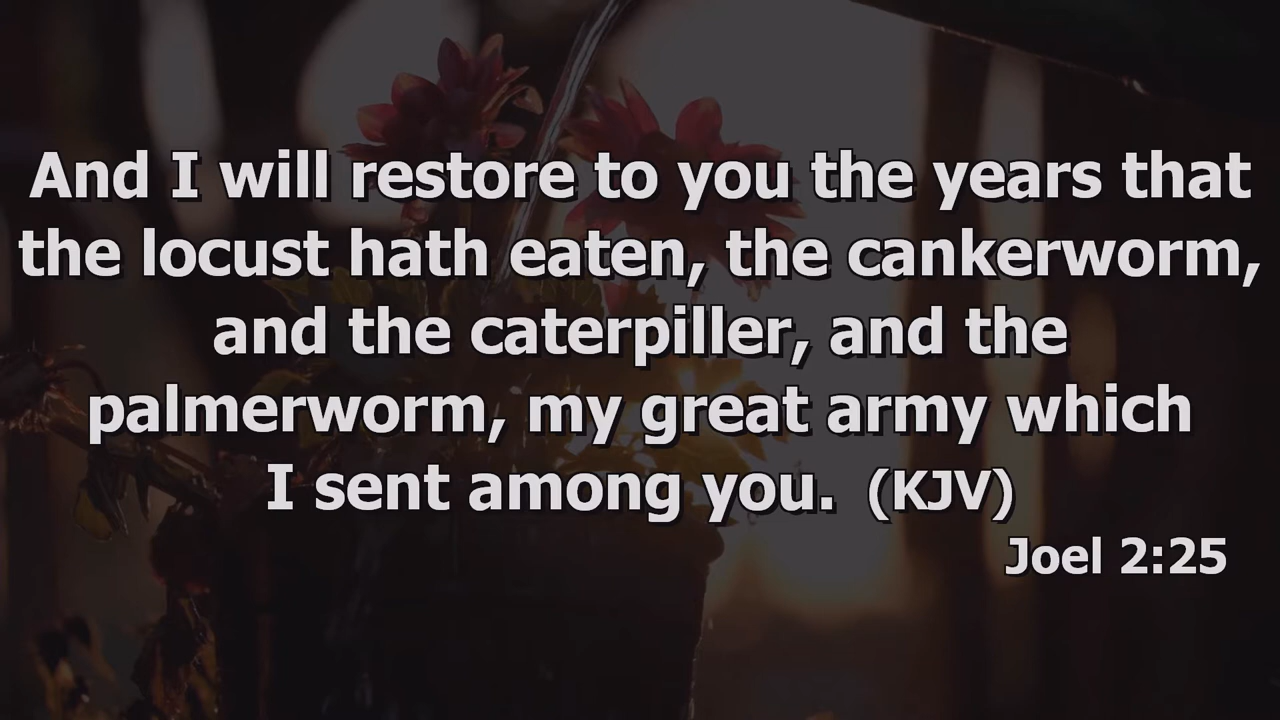 And I will restore to you the years that
the locust hath eaten, the cankerworm,
and the caterpiller, and the
palmerworm, my great army which
I sent among you. (KJV)
Joel 2:25